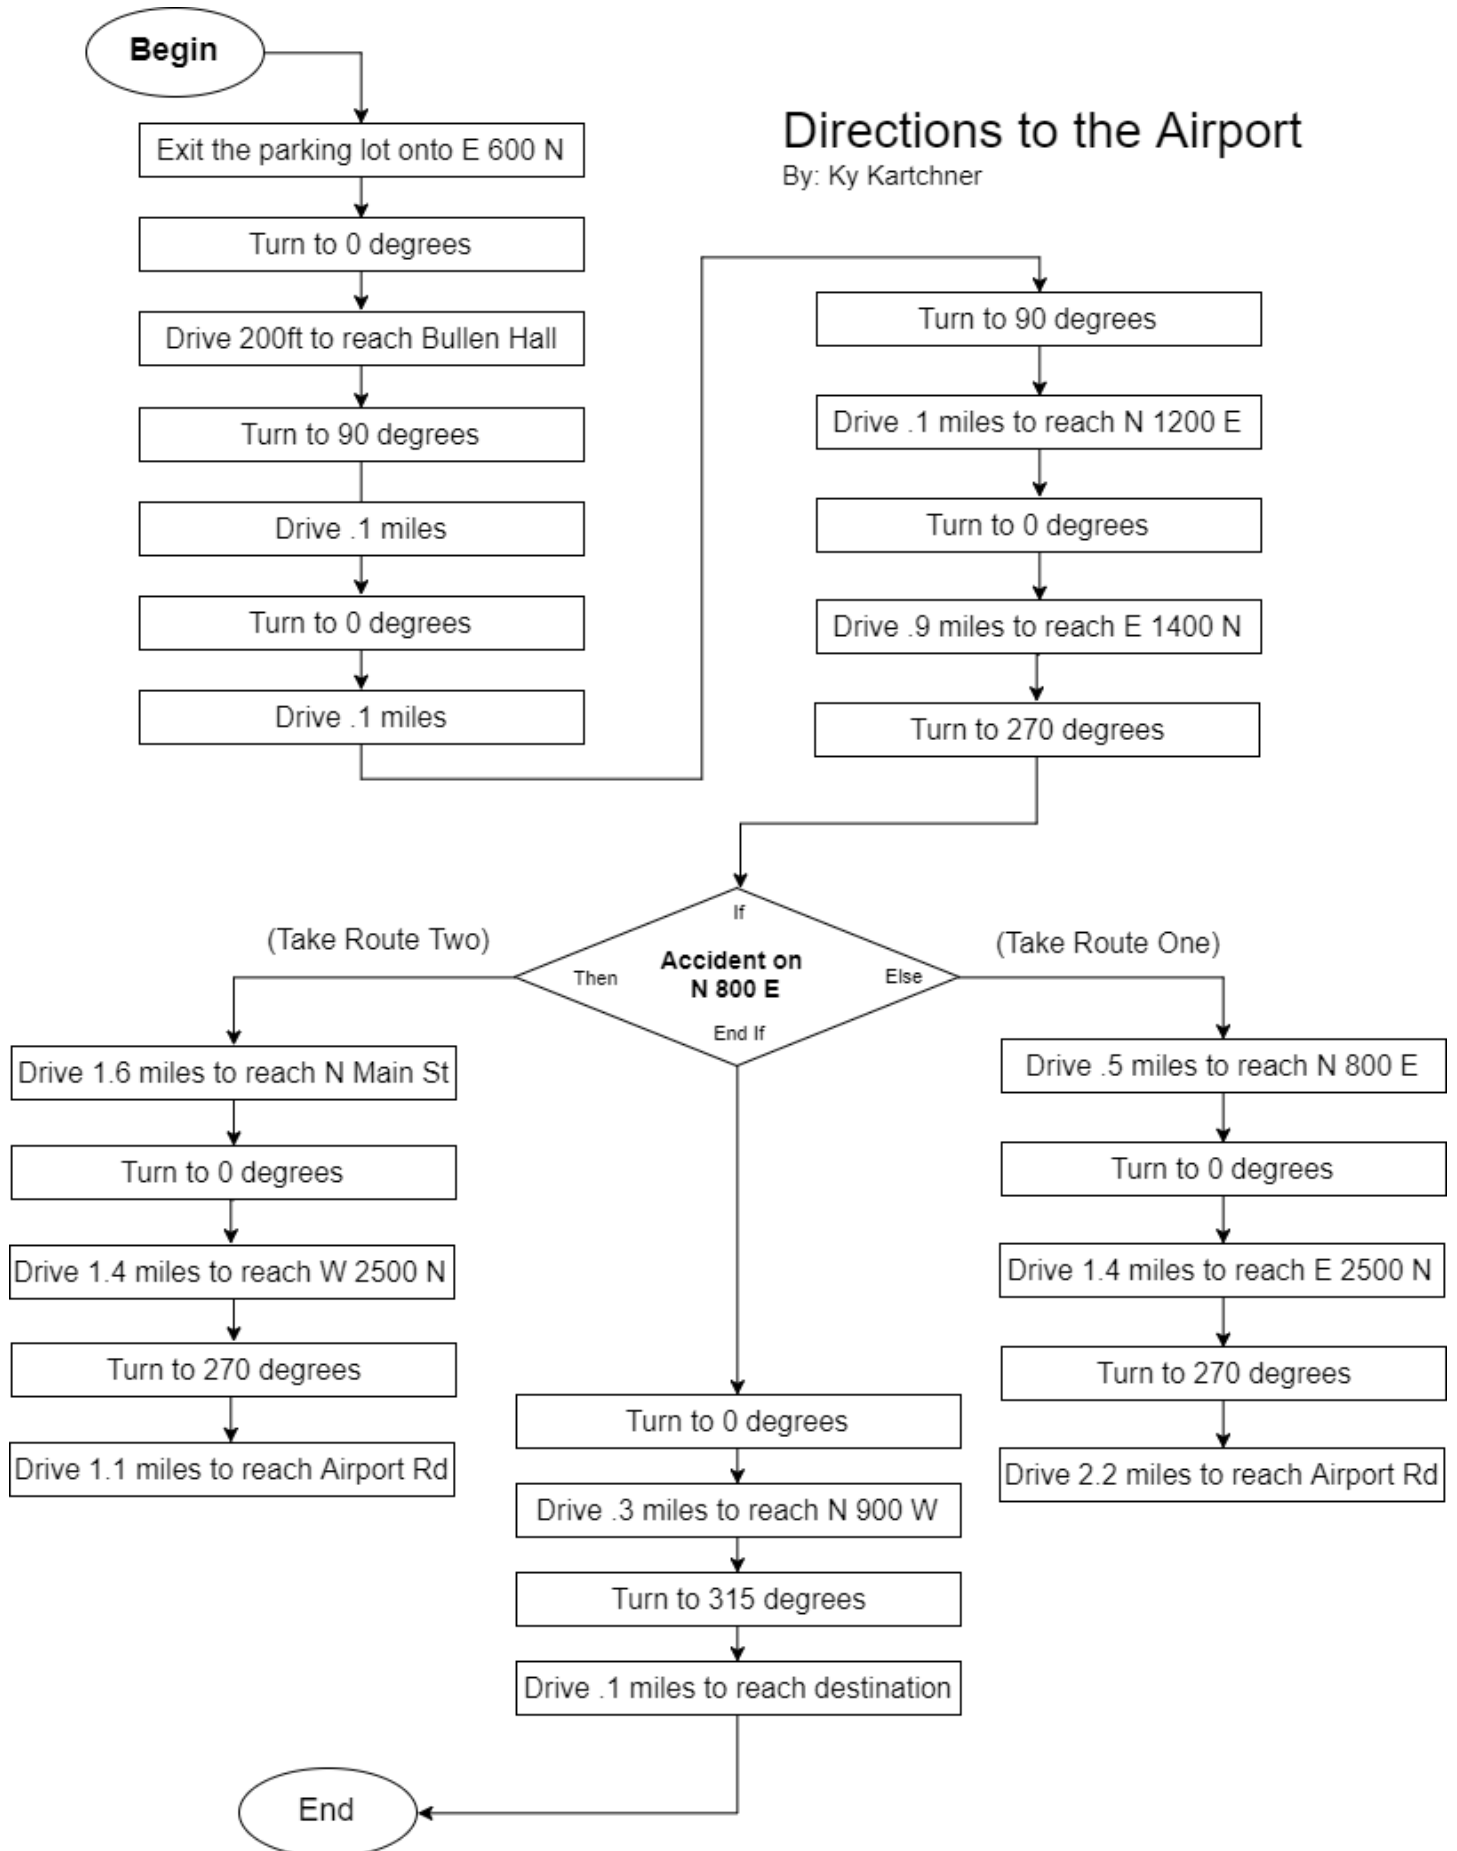 Begin
Exit the parking lot onto E 600 N
Turn to 0 degrees
Drive 200ft to reach Bullen Hall
Turn to 90 degrees
Drive .1 miles
Turn to 0 degrees
Drive .1 miles
Directions to the Airport
By: Ky Kartchner
Turn to 90 degrees
Drive .1 miles to reach N 1200 E
Turn to 0 degrees
Drive .9 miles to reach E 1400 N
Turn to 270 degrees
If
Accident on
N 800 E
Then
Else
End If
(Take Route Two)
Drive 1.6 miles to reach N Main St
Turn to 0 degrees
Drive 1.4 miles to reach W 2500 N
Turn to 270 degrees
Drive 1.1 miles to reach Airport Rd
(Take Route One)
Drive .5 miles to reach N 800 E
Turn to 0 degrees
Drive 1.4 miles to reach E 2500 N
Turn to 270 degrees
Drive 2.2 miles to reach Airport Rd
Turn to 0 degrees
Drive .3 miles to reach N 900 W
Turn to 315 degrees
Drive .1 miles to reach destination
End